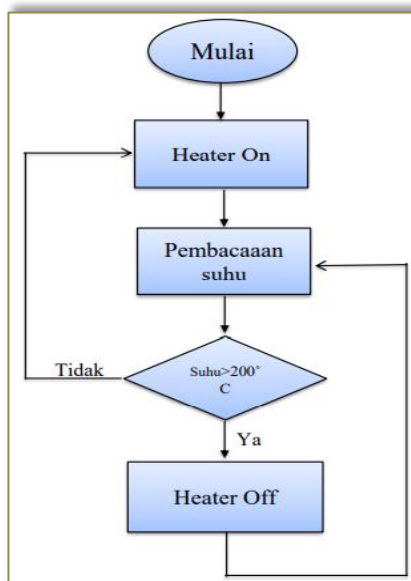 Mulai
Heater On
Pembacaaan
suhu
Suhu>200°
C
Tidak
Ya
Heater Off